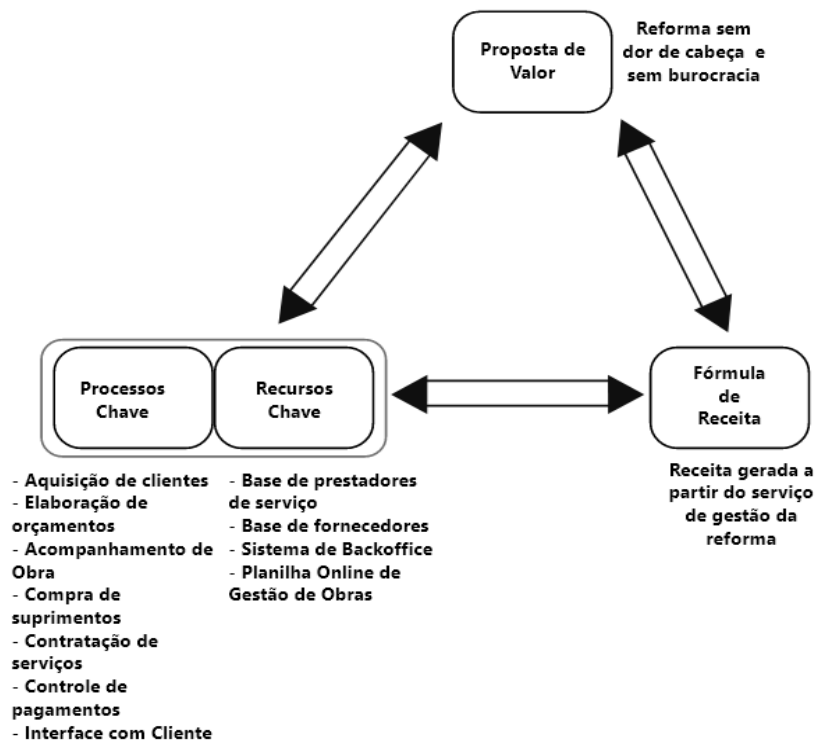 Proposta de
Valor
Reforma sem
dor de cabeça e
sem burocracia
Processos
Chave
Recursos
Chave
Fórmula
de
Receita
- Aquisição de clientes
- Elaboração de
orçamentos
- Acompanhamento de
Obra
- Compra de
suprimentos
- Contratação de
serviços
- Controle de
pagamentos
- Interface com Cliente
- Base de prestadores
de serviço
- Base de fornecedores
- Sistema de Backoffice
- Planilha Online de
Gestão de Obras
Receita gerada a
partir do serviço
de gestão da
reforma